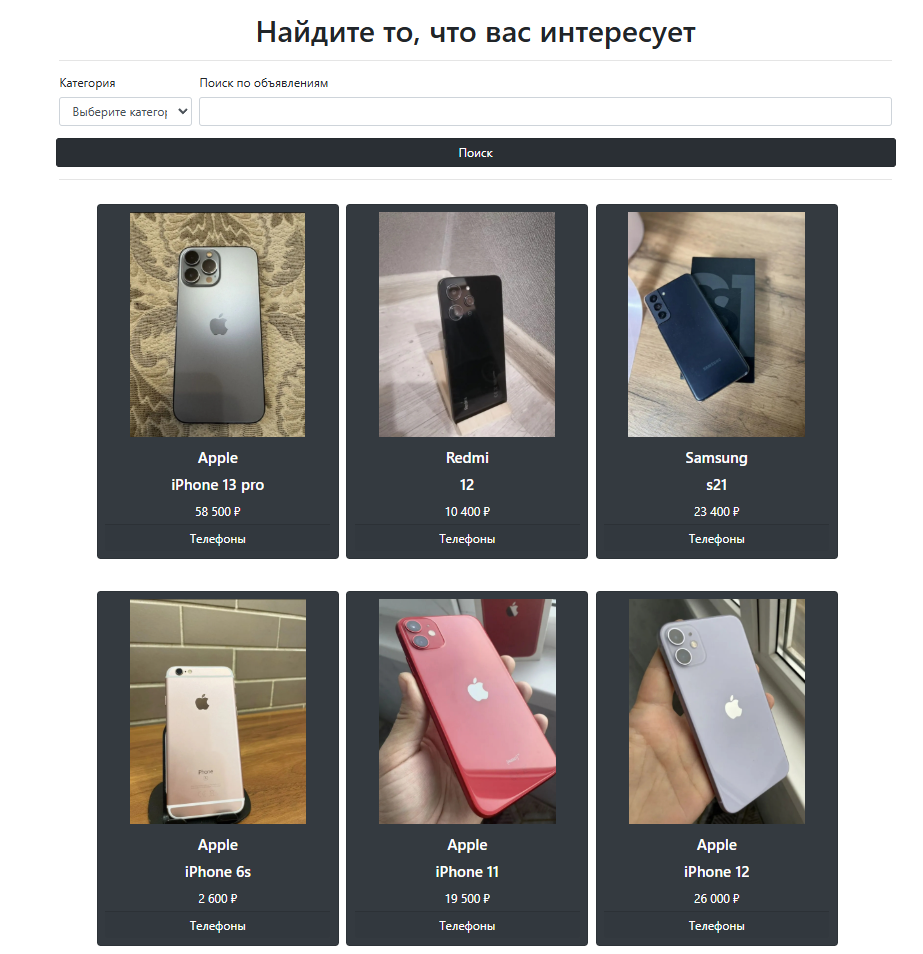 Найдите то, что вас интересует
Категория
Поиск по объявлениям
Выберите категор
Поиск
Apple
iPhone 13 pro
58 500 ₽
Телефоны
Redmi
12
10 400 ₽
Телефоны
Samsung
s21
23 400 ₽
Телефоны
iPhone
Apple
iPhone 6s
2 600 ₽
Телефоны
Apple
iPhone 11
19 500 ₽
Телефоны
Apple
iPhone 12
26 000 ₽
Телефоны